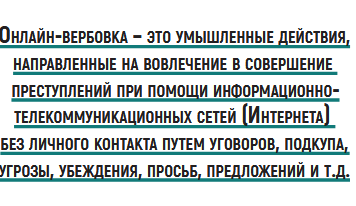 Онлайн-вербовка – это умышленные действия,
направленные на вовлечение в совершение
преступлений при помощи информационно-
телекоммуникационных сетей (Интернета)
без личного контакта путем уговоров, подкупа,
угрозы, убеждения, просьб, предложений и т.д.